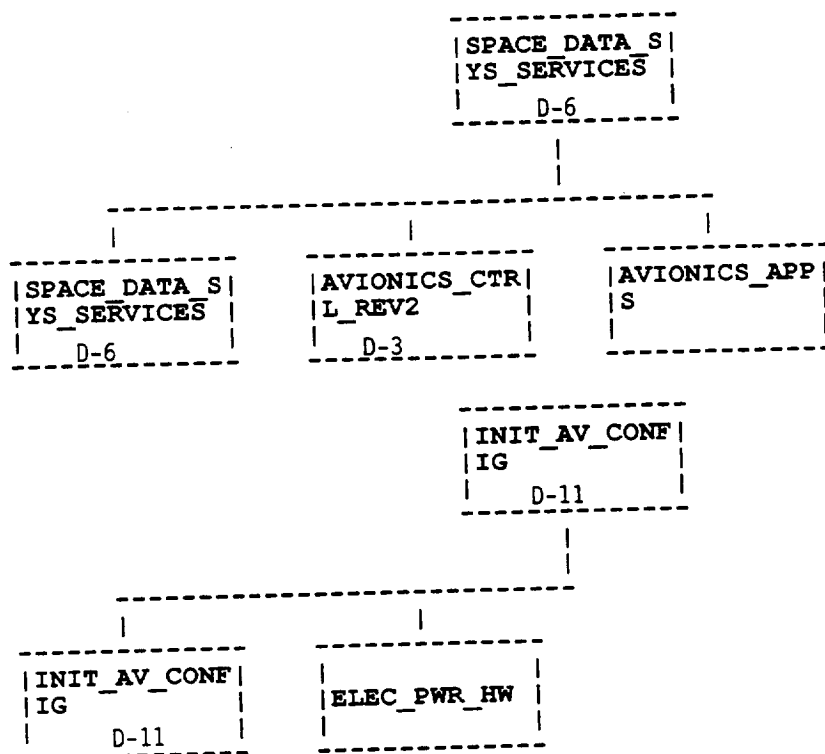 SPACE_DATA_S
YS_SERVICES
D-6
SPACE_DATA_S
YS_SERVICES
D-6
AVIONICS_CTR
L_REV2
D-3
AVIONICS_APP
S
INIT_AV_CONF
IG
D-11
INIT_AV_CONF
IG
D-11
ELEC_PWR_HW